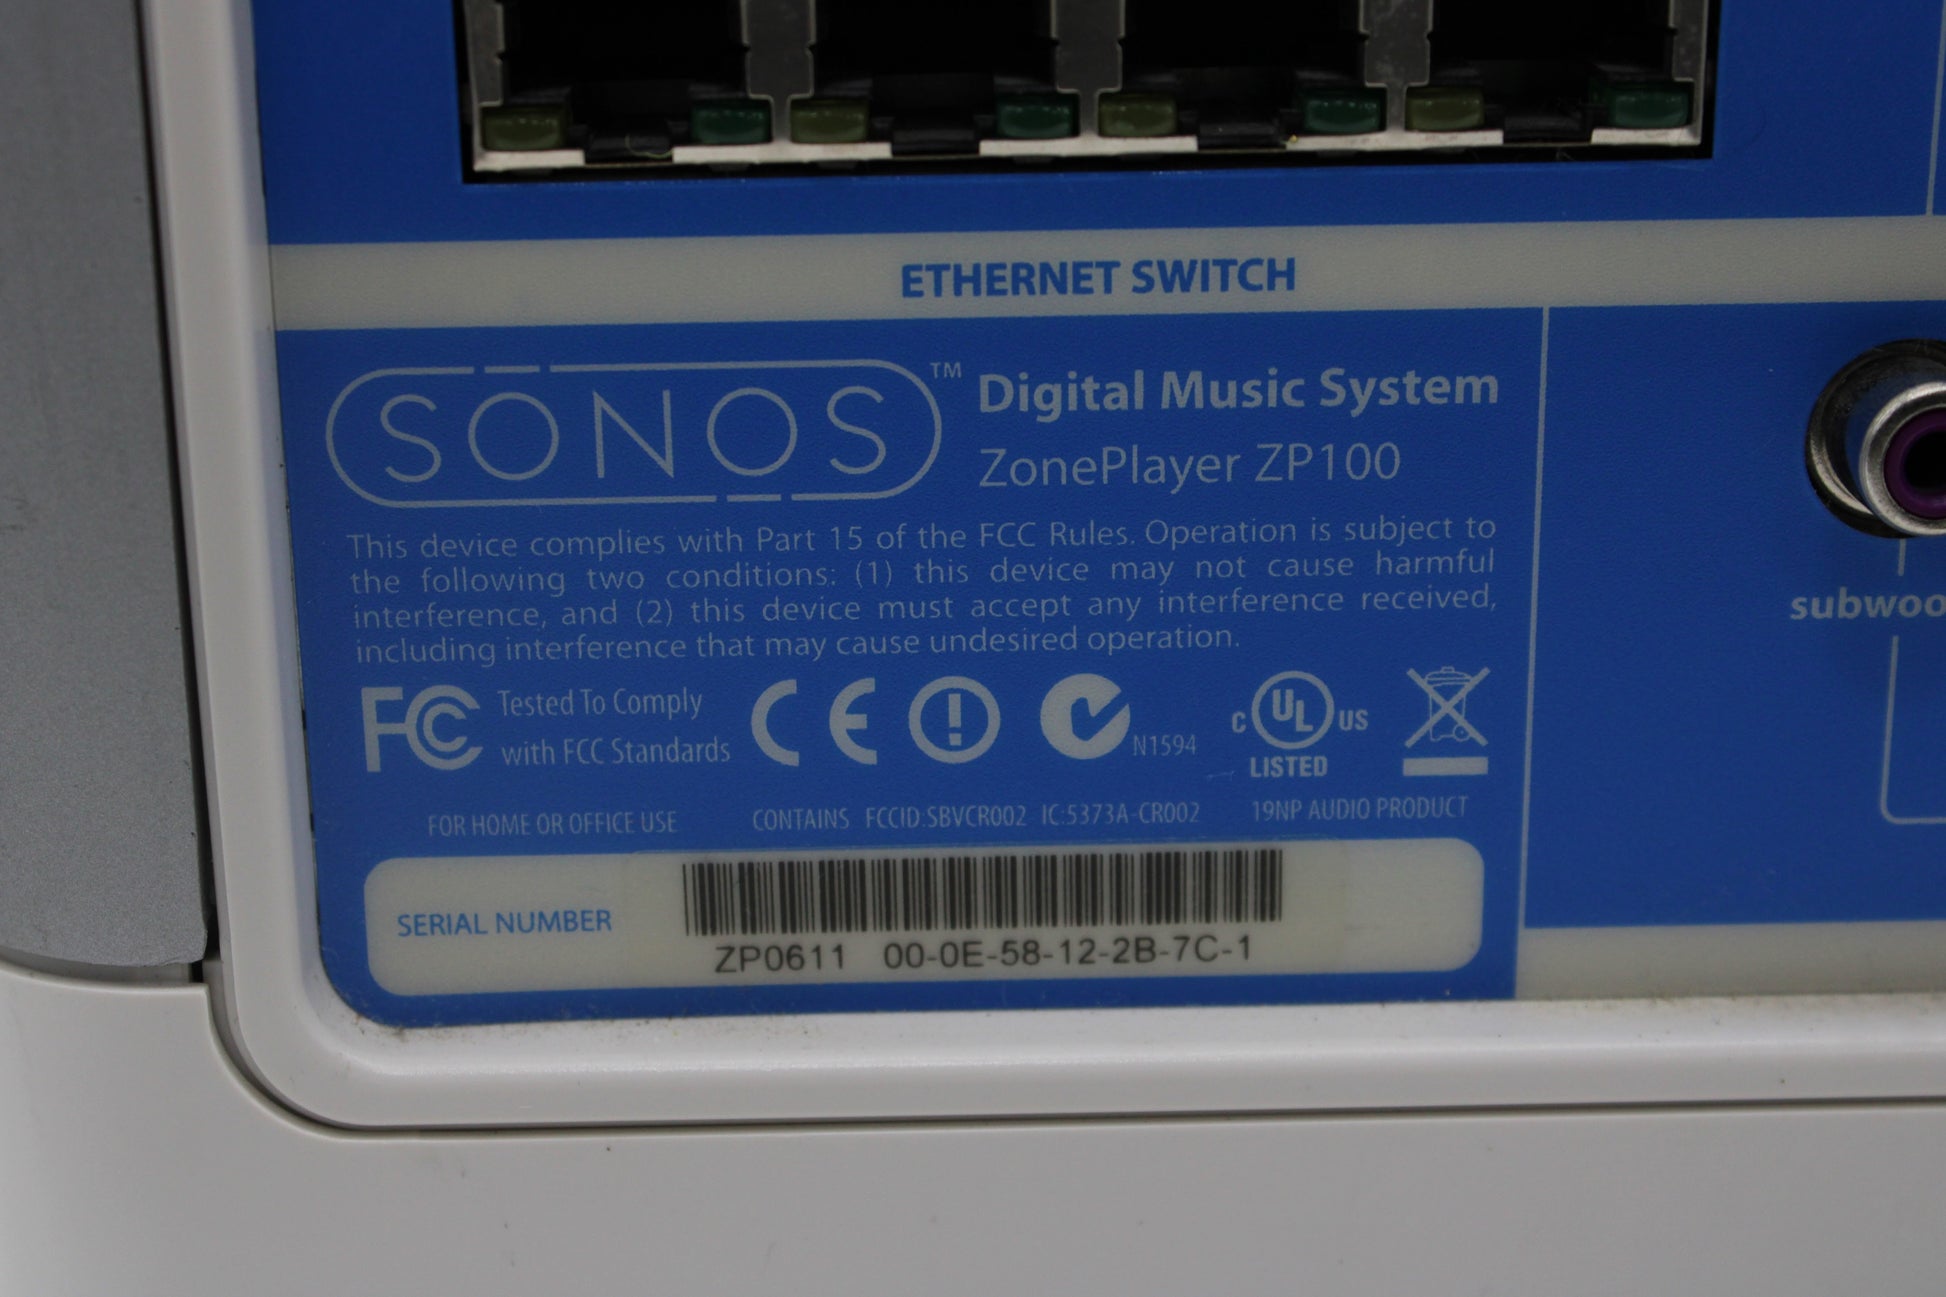 ETHERNET SWITCH
SONOS™ Digital Music System
ZonePlayer ZP100
This device complies with Part 15 of the FCC Rules. Operation is subject to
the following two conditions: (1) this device may not cause harmful
interference, and (2) this device must accept any interference received,
including interference that may cause undesired operation.
FC Tested To Comply
with FCC Standards
CE
N1594
C UL US
LISTED
FOR HOME OR OFFICE USE CONTAINS FCCID:SBVCR002 IC:5373A-CR002 19NP AUDIO PRODUCT
SERIAL NUMBER
ZP0611 00-0E-58-12-2B-7C-1
subwoo